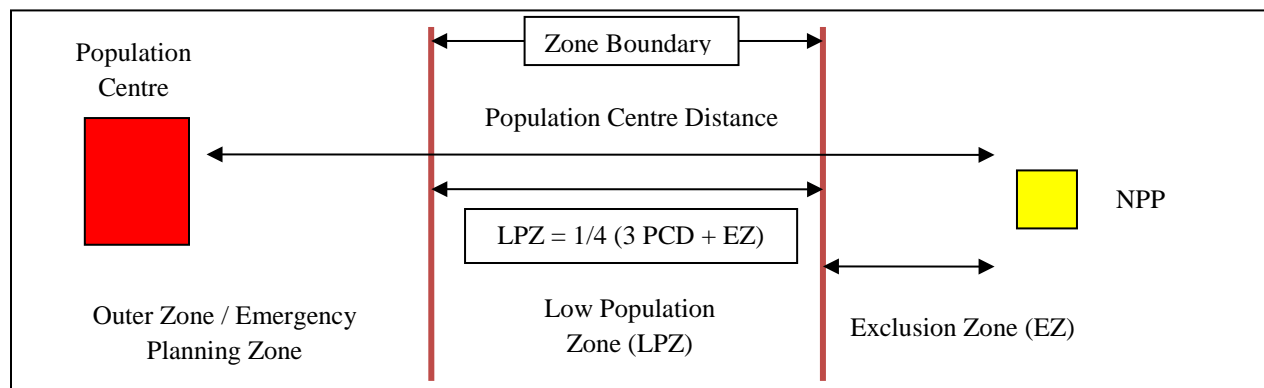 Zone Boundary
Population
Centre
Population Centre Distance
NPP
LPZ = 1/4 (3 PCD + EZ)
Outer Zone / Emergency
Planning Zone
Low Population
Zone (LPZ)
Exclusion Zone (EZ)